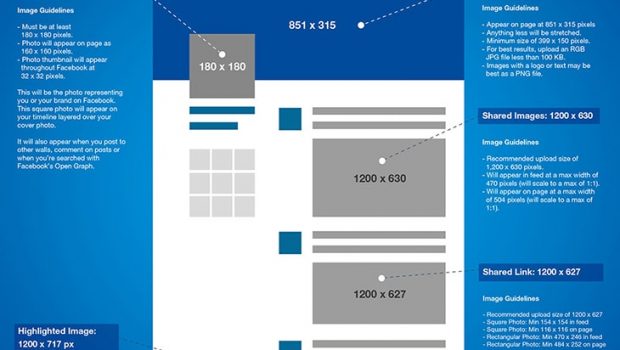 Image Guidelines
- Must be at least
180 x 180 pixels.
- Photo will appear on page as
160 x 160 pixels.
- Photo thumbnail will appear
throughout Facebook at
32 x 32 pixels.
This will be the photo representing
you or your brand on Facebook.
This square photo will appear on
your timeline layered over your
cover photo.
It will also appear when you post to
other walls, comment on posts or
when you're searched with
Facebook's Open Graph.
Highlighted Image:
1200 x 717 px
851 x 315
180 x 180
1200 x 630
1200 x 627
Image Guidelines
- Appear on page at 851 x 315 pixels
- Anything less will be stretched.
- Minimum size of 399 x 150 pixels.
- For best results, upload an RGB
JPG file less than 100 KB.
- Images with a logo or text may be
best as a PNG file.
Shared Images: 1200 x 630
Image Guidelines
- Recommended upload size of
1,200 x 630 pixels.
- Will appear in feed at a max width of
470 pixels (will scale to a max of 1:1).
- Will appear on page at a max width
of 504 pixels (will scale to a max of
1:1).
Shared Link: 1200 x 627
Image Guidelines
- Recommended upload size of 1200 x 627
- Square Photo: Min 154 x 154 in feed
- Square Photo: Min 116 x 116 on page
- Rectangular Photo: Min 470 x 246 in feed
- Rectangular Photo: Min 484 x 252 on page